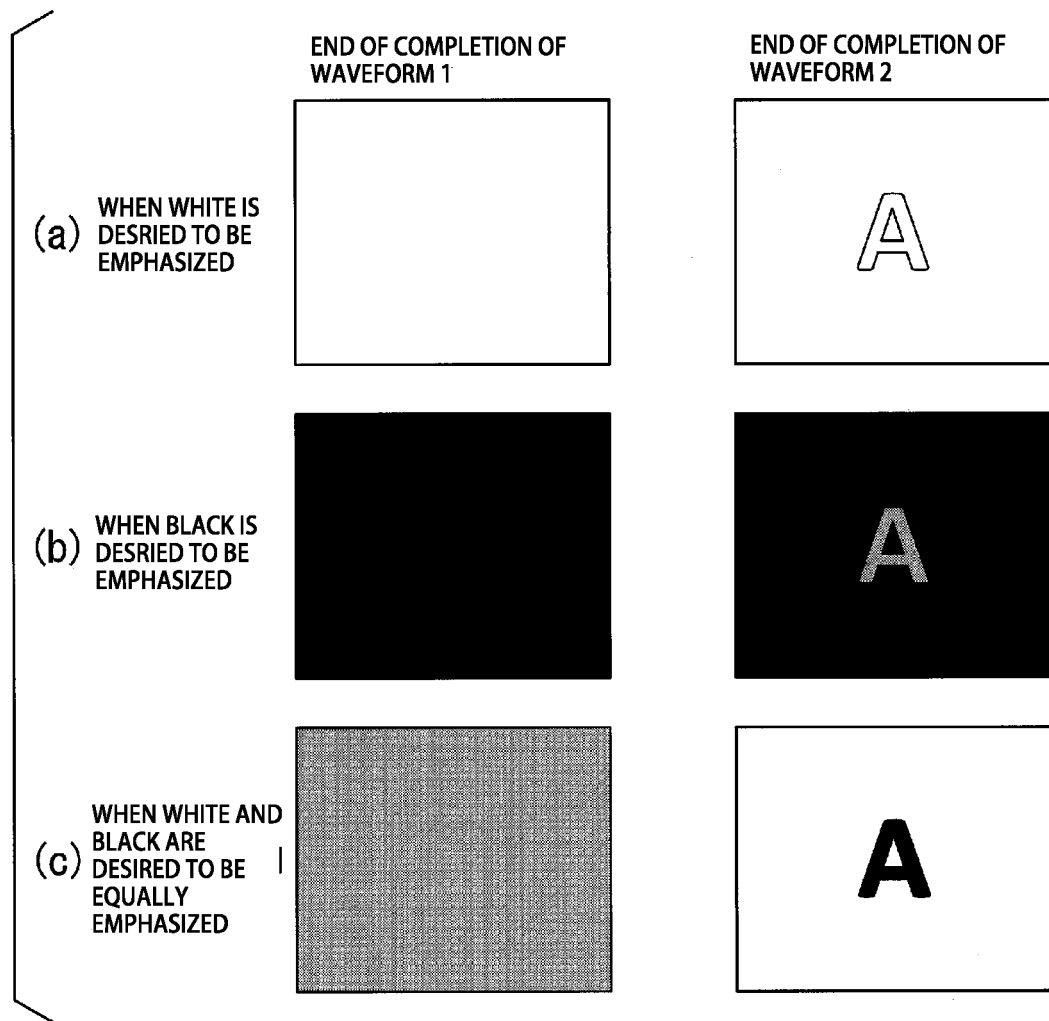 END OF COMPLETION OF
WAVEFORM 1
END OF COMPLETION OF
WAVEFORM 2
(a) WHEN WHITE IS
DESRIED TO BE
EMPHASIZED
A
(b) WHEN BLACK IS
DESRIED TO BE
EMPHASIZED
A
(c) WHEN WHITE AND
BLACK ARE
DESIRED TO BE
EQUALLY
EMPHASIZED
A